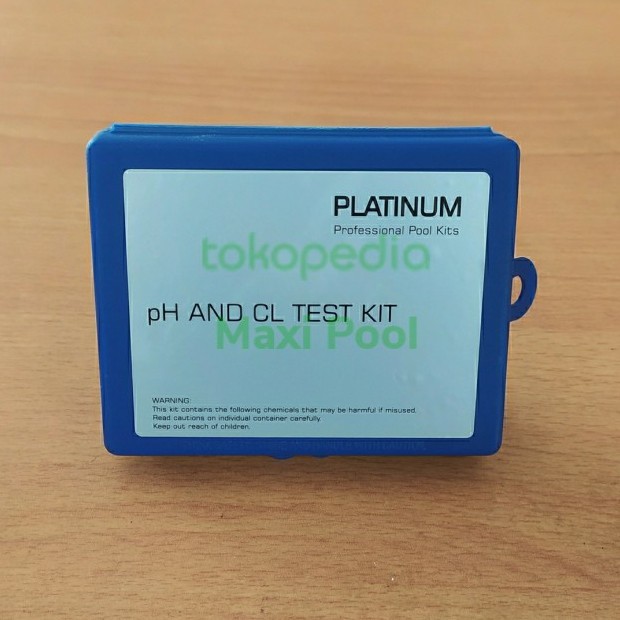 PLATINUM
Professional Pool Kits
tokopedia
pH AND CL TEST KIT
Maxi Pool
WARNING:
This kit contains the following chemicals that may be harmful if misused.
Read cautions on individual container carefully.
Keep out reach of children.